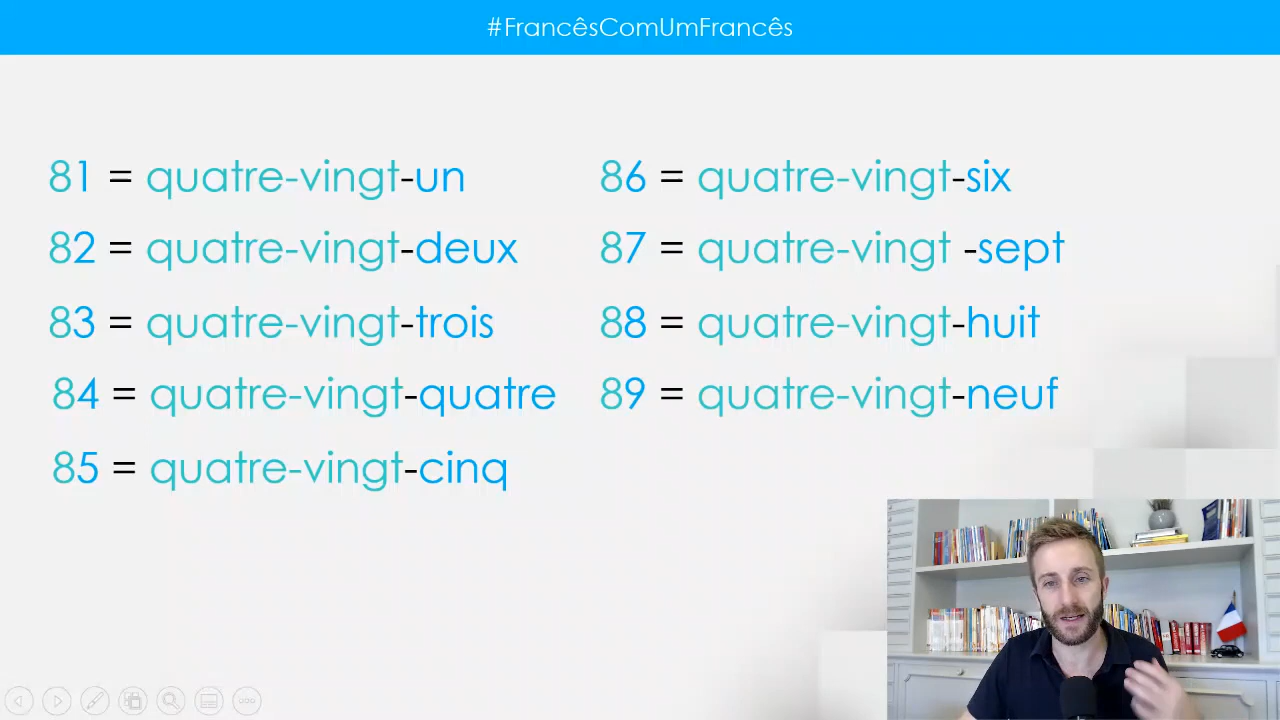 #FrancêsComUmFrancês
81 = quatre-vingt-un
82 = quatre-vingt-deux
83 = quatre-vingt-trois
84 = quatre-vingt-quatre
85 = quatre-vingt-cinq
86 = quatre-vingt-six
87 = quatre-vingt -sept
88 = quatre-vingt-huit
89 = quatre-vingt-neuf